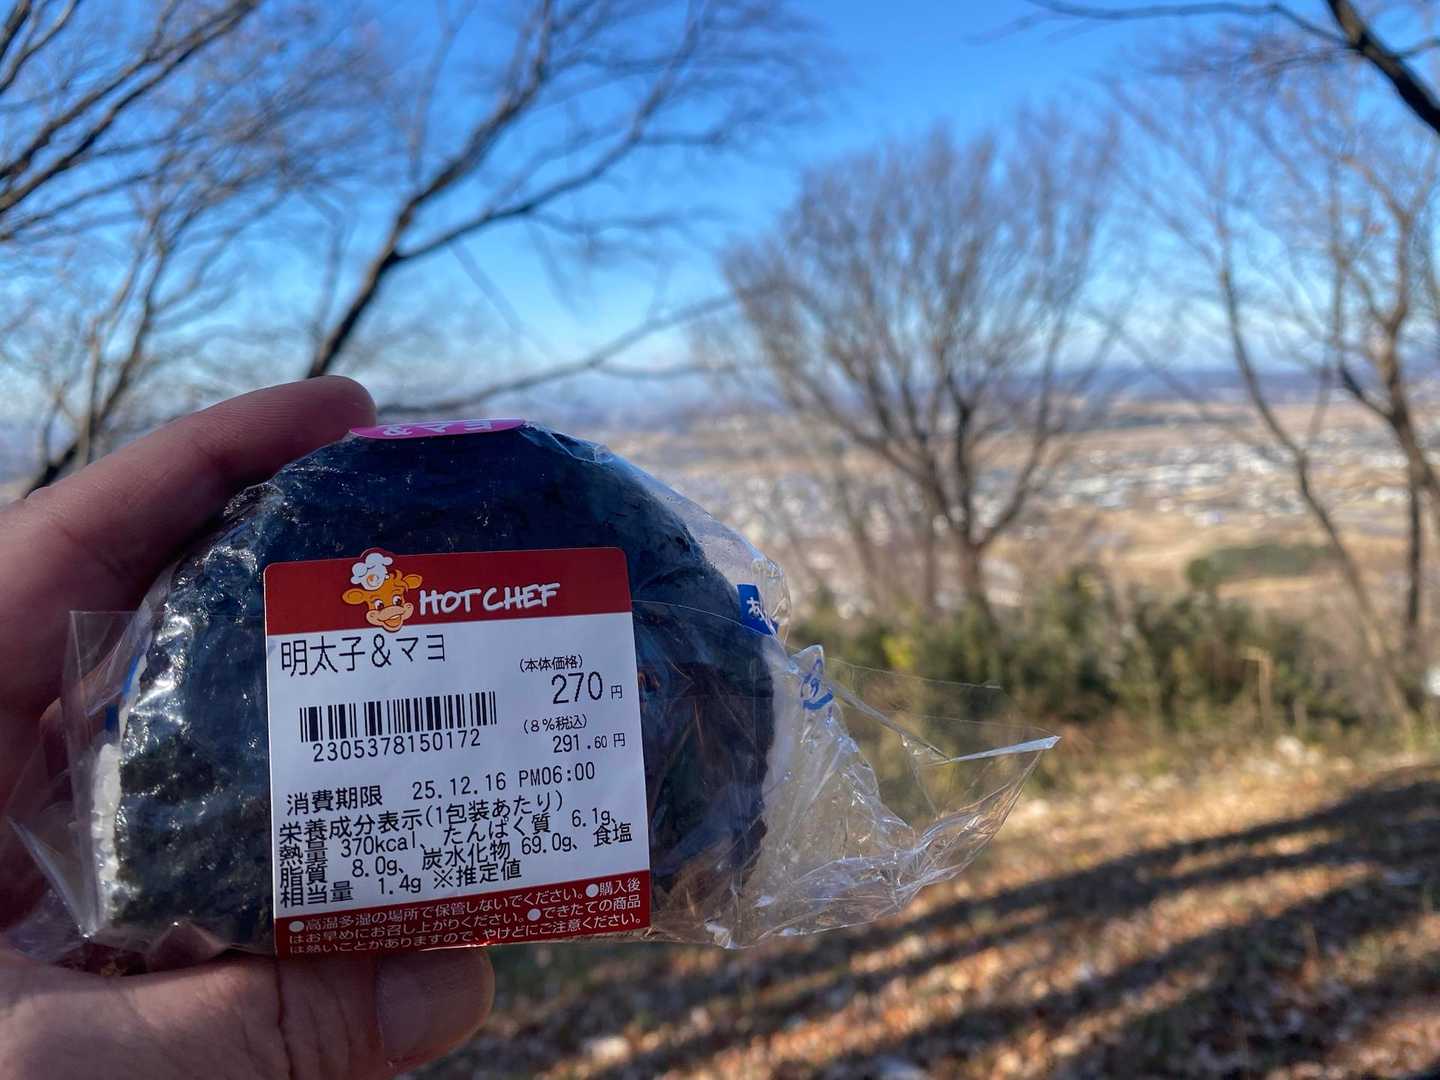 &マヨ
HOT CHEF
明太子&マヨ
(本体価格)
270円
(8%税込)
291.60円
2305378150172
消費期限 25.12.16 PM06:00
栄養成分表示(1包装あたり)
熱量 370kcal、たんぱく質 6.1g、
脂質 8.0g、炭水化物 69.0g、食塩
相当量 1.4g ※推定値
●高温多湿の場所で保管しないでください。●購入後
はお早めにお召し上がりください。●できたての商品
は熱いことがありますので、やけどにご注意ください。